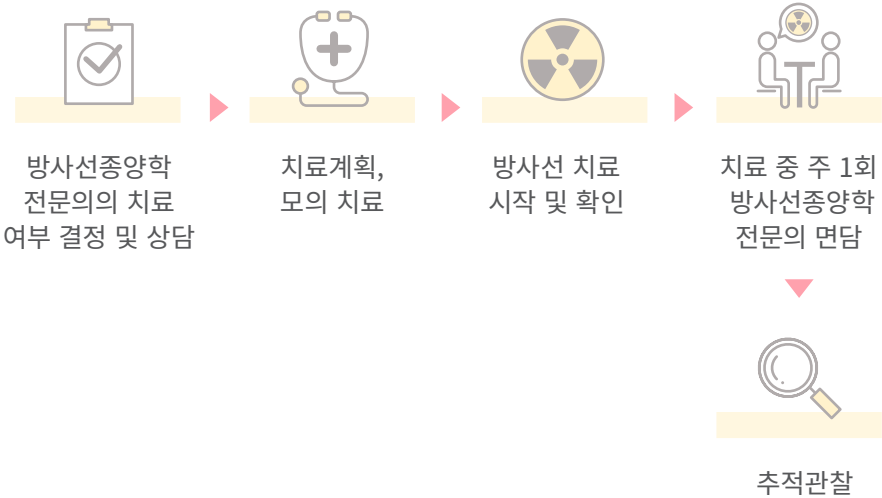 방사선종양학
전문의의 치료
여부 결정 및 상담
치료계획,
모의 치료
방사선 치료
시작 및 확인
치료 중 주 1회
방사선종양학
전문의 면담
추적관찰